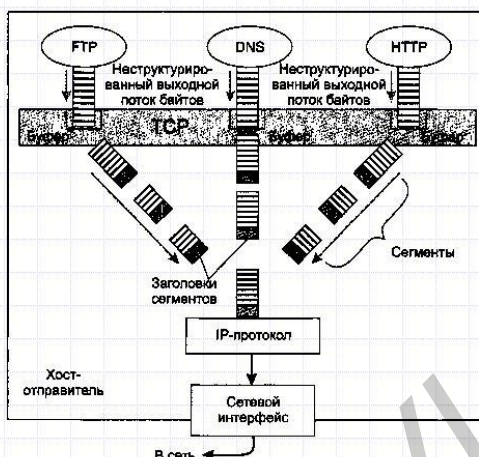 FTP
DNS
HTTP
Неструктуриро-
ванный выходной
поток байтов
Неструктуриро-
ванный выходной
поток байтов
Буфер
TCP
Буфер
Буфер
Сегменты
Заголовки
сегментов
IP-протокол
Хост-
отправитель
Сетевой
интерфейс
В сеть